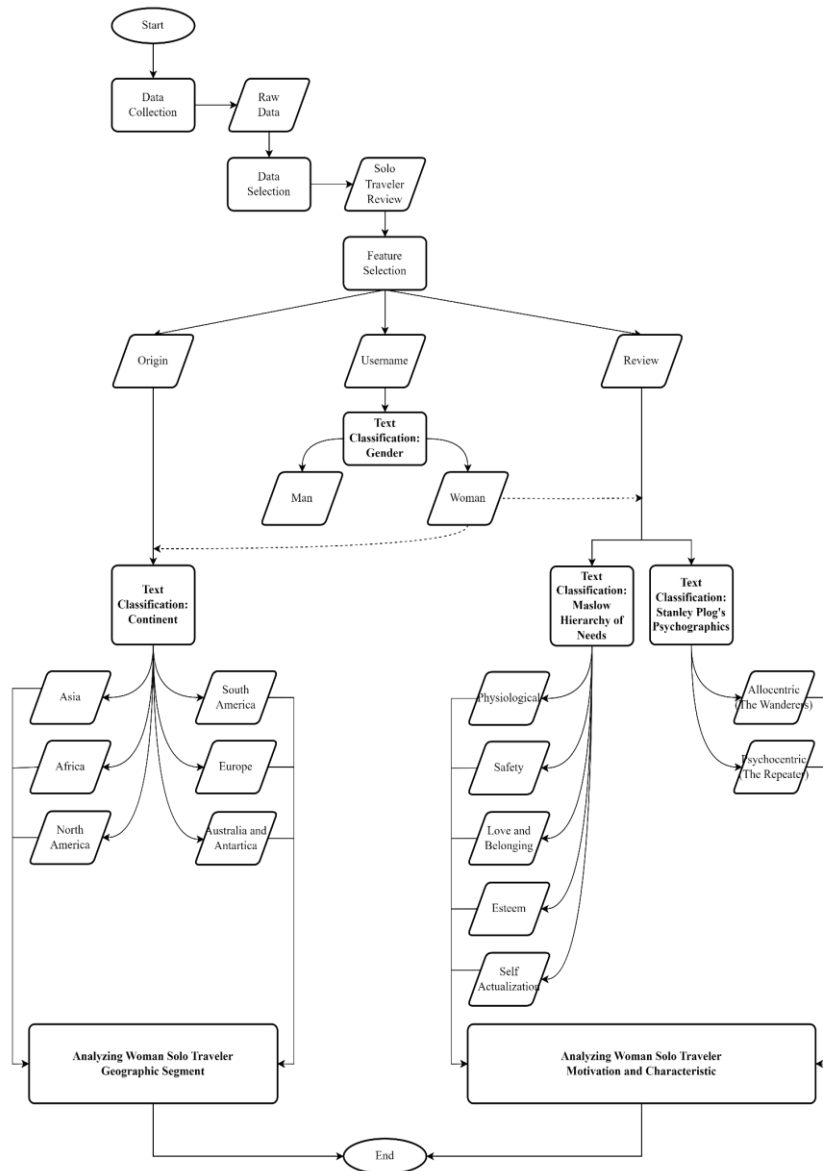 Start
Data
Collection
Raw
Data
Data
Selection
Solo
Traveler
Review
Feature
Selection
Origin
Username
Review
Text
Classification:
Gender
Man
Woman
Text
Classification:
Continent
Text
Classification:
Maslow
Hierarchy of
Needs
Text
Classification:
Stanley Plog's
Psychographics
Asia
South
America
Africa
Europe
North
America
Australia and
Antartica
Physiological
Safety
Love and
Belonging
Esteem
Self
Actualization
Allocentric
(The Wanderers)
Psychocentric
(The Repeater)
Analyzing Woman Solo Traveler
Geographic Segment
Analyzing Woman Solo Traveler
Motivation and Characteristic
End